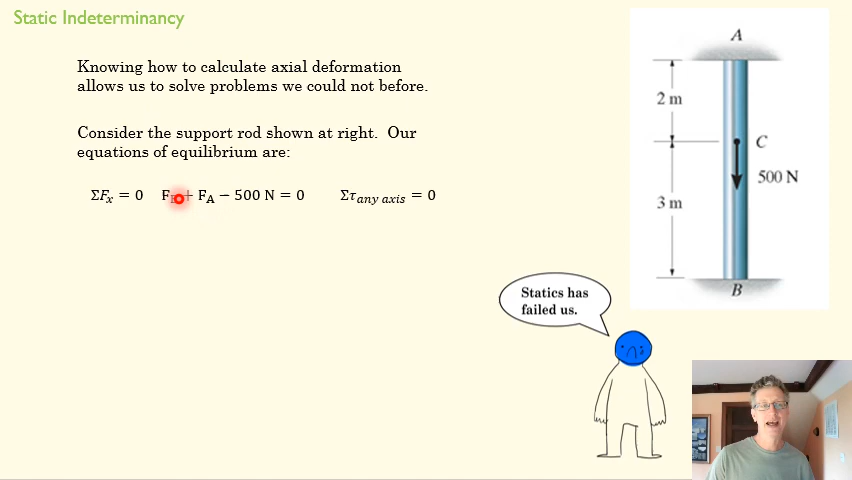 Static Indeterminancy
Knowing how to calculate axial deformation
allows us to solve problems we could not before.
Consider the support rod shown at right. Our
equations of equilibrium are:
ΣFₓ = 0 F + F_A − 500 N = 0 Στ_any axis = 0
A
2 m
C
500 N
3 m
B
Statics has
failed us.